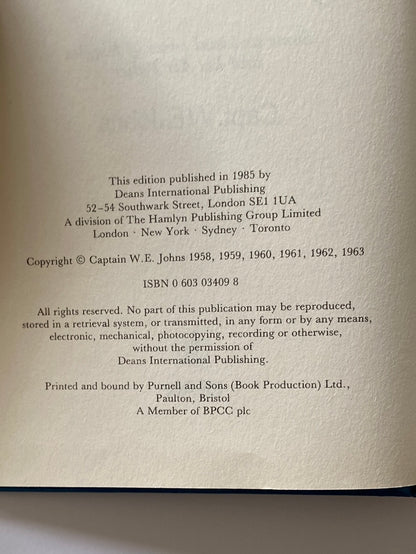 This edition published in 1985 by
Deans International Publishing
52–54 Southwark Street, London SE1 1UA
A division of The Hamlyn Publishing Group Limited
London · New York · Sydney · Toronto
Copyright © Captain W.E. Johns 1958, 1959, 1960, 1961, 1962, 1963
ISBN 0 603 03409 8
All rights reserved. No part of this publication may be reproduced,
stored in a retrieval system, or transmitted, in any form or by any means,
electronic, mechanical, photocopying, recording or otherwise,
without the permission of
Deans International Publishing.
Printed and bound by Purnell and Sons (Book Production) Ltd.,
Paulton, Bristol
A Member of BPCC plc